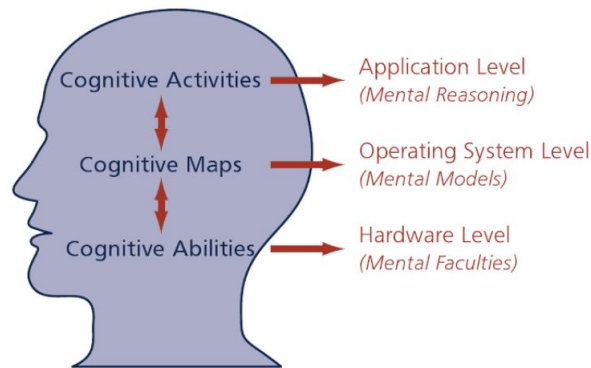 Cognitive Activities
Application Level
(Mental Reasoning)
Cognitive Maps
Operating System Level
(Mental Models)
Cognitive Abilities
Hardware Level
(Mental Faculties)